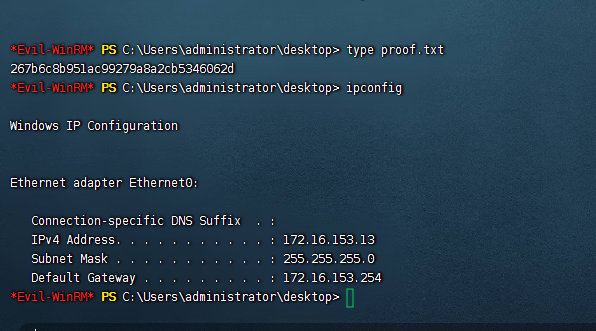 *Evil-WinRM* PS C:\Users\administrator\desktop> type proof.txt
267b6c8b951ac99279a8a2cb5346062d
*Evil-WinRM* PS C:\Users\administrator\desktop> ipconfig
Windows IP Configuration
Ethernet adapter Ethernet0:
Connection-specific DNS Suffix . :
IPv4 Address. . . . . . . . . . . : 172.16.153.13
Subnet Mask . . . . . . . . . . . : 255.255.255.0
Default Gateway . . . . . . . . . : 172.16.153.254
*Evil-WinRM* PS C:\Users\administrator\desktop>